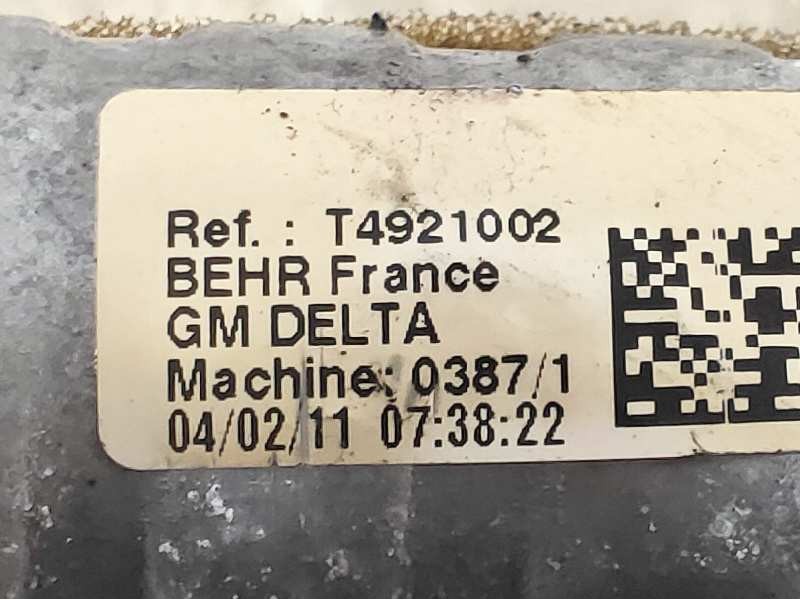 Ref. : T4921002
BEHR France
GM DELTA
Machine: 0387/1
04/02/11 07:38:22